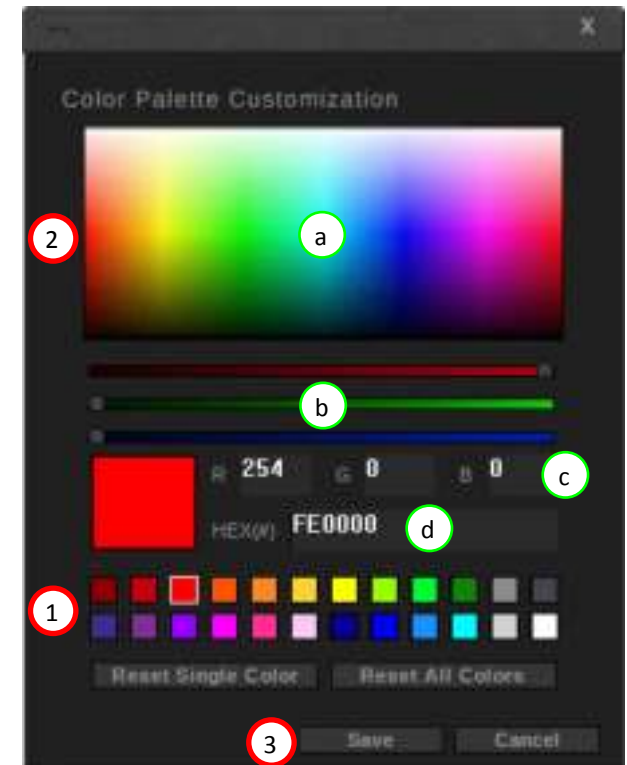 X
Color Palette Customization
2
a
b
R 254 G 0 B 0 c
HEX(#) FE0000 d
1
Reset Single Color Reset All Colors
3 Save Cancel